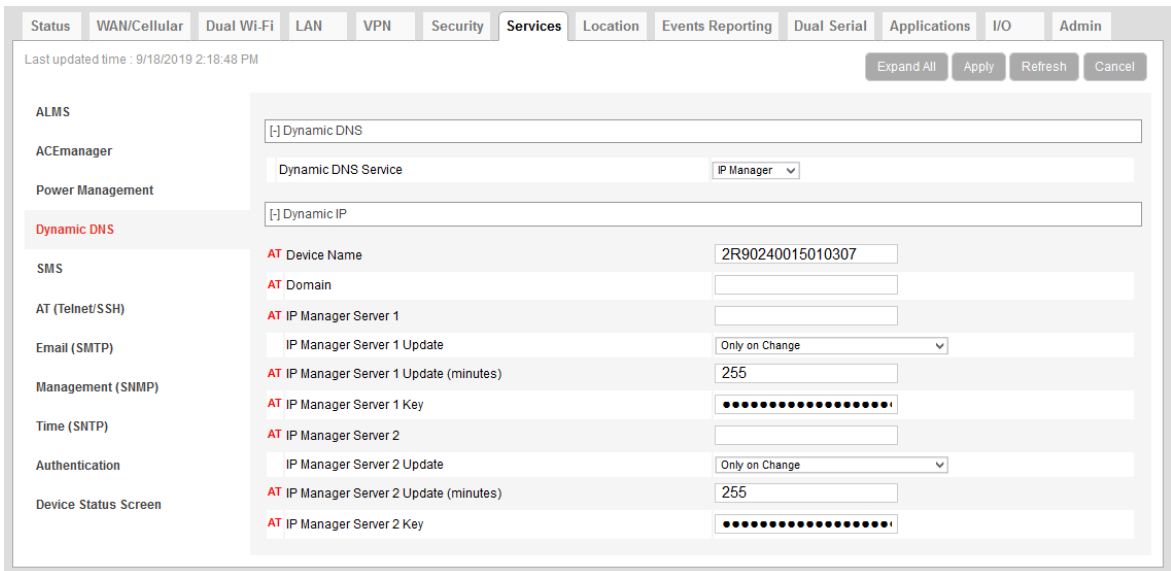 Status WAN/Cellular Dual Wi-Fi LAN VPN Security Services Location Events Reporting Dual Serial Applications I/O Admin
Last updated time : 9/18/2019 2:18:48 PM
Expand All Apply Refresh Cancel
ALMS
ACEmanager
Power Management
Dynamic DNS
SMS
AT (Telnet/SSH)
Email (SMTP)
Management (SNMP)
Time (SNTP)
Authentication
Device Status Screen
[-] Dynamic DNS
Dynamic DNS Service IP Manager
[-] Dynamic IP
AT Device Name 2R90240015010307
AT Domain
AT IP Manager Server 1
IP Manager Server 1 Update Only on Change
AT IP Manager Server 1 Update (minutes) 255
AT IP Manager Server 1 Key
AT IP Manager Server 2
IP Manager Server 2 Update Only on Change
AT IP Manager Server 2 Update (minutes) 255
AT IP Manager Server 2 Key